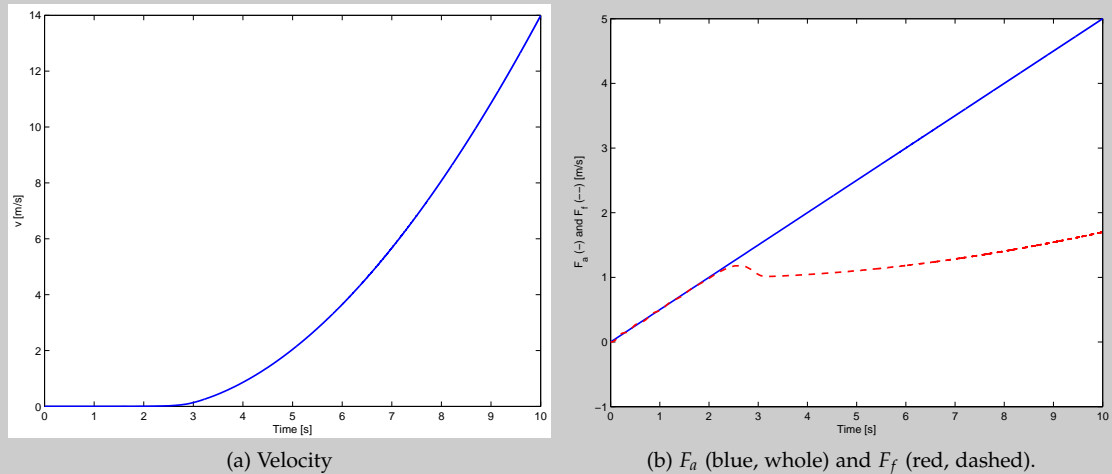 14
12
10
8
6
4
2
0
v [m/s]
0 1 2 3 4 5 6 7 8 9 10
Time [s]
(a) Velocity
5
4
3
2
1
0
−1
F_a (−) and F_f (−−) [m/s]
0 1 2 3 4 5 6 7 8 9 10
Time [s]
(b) F_a (blue, whole) and F_f (red, dashed).